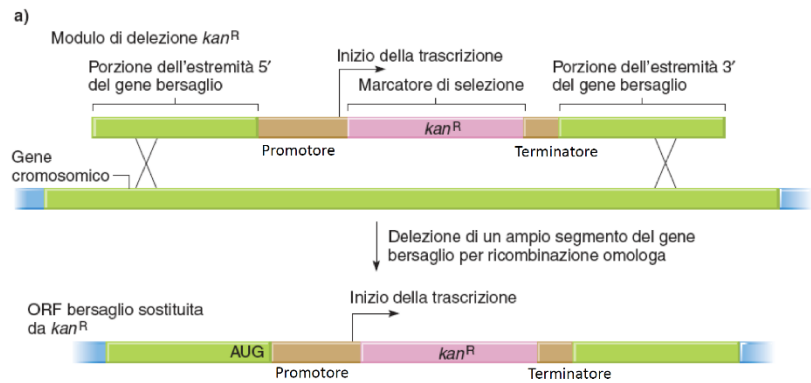 a)
Modulo di delezione kanR
Porzione dell'estremità 5′
del gene bersaglio
Inizio della trascrizione
Marcatore di selezione
Porzione dell'estremità 3′
del gene bersaglio
kanR
Promotore
Terminatore
Gene
cromosomico
Delezione di un ampio segmento del gene
bersaglio per ricombinazione omologa
ORF bersaglio sostituita
da kanR
Inizio della trascrizione
AUG
kanR
Promotore
Terminatore